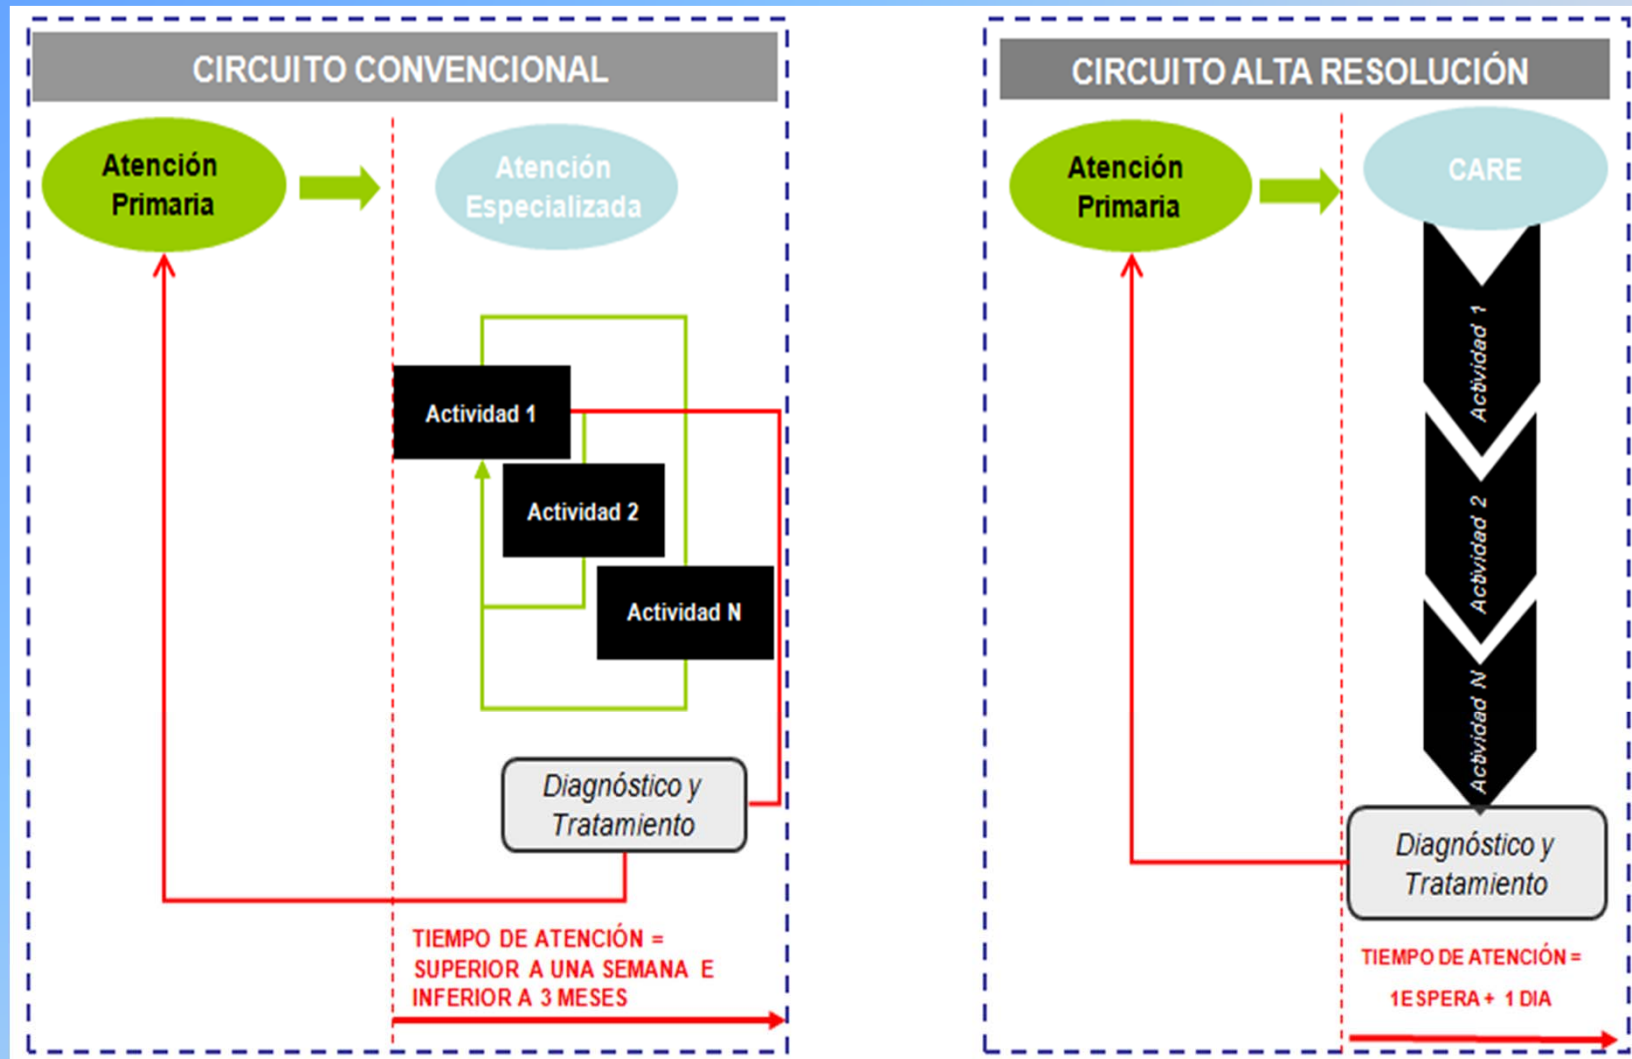 CIRCUITO CONVENCIONAL
Atención
Primaria
Atención
Especializada
Actividad 1
Actividad 2
Actividad N
Diagnóstico y
Tratamiento
TIEMPO DE ATENCIÓN =
SUPERIOR A UNA SEMANA E
INFERIOR A 3 MESES
CIRCUITO ALTA RESOLUCIÓN
Atención
Primaria
CARE
Actividad 1
Actividad 2
Actividad N
Diagnóstico y
Tratamiento
TIEMPO DE ATENCIÓN =
1ESPERA + 1 DIA